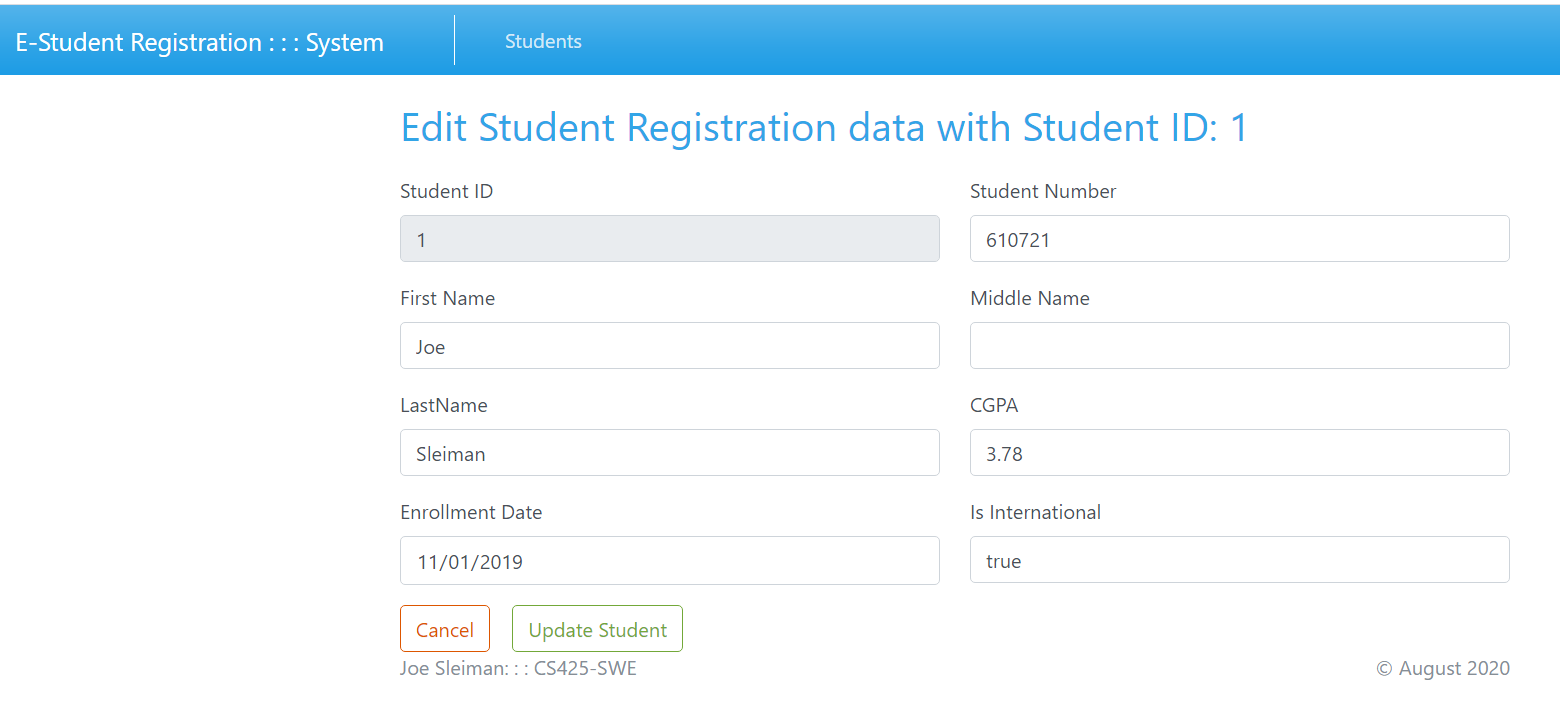 E-Student Registration : : : System
Students
Edit Student Registration data with Student ID: 1
Student ID
Student Number
1
610721
First Name
Middle Name
Joe
LastName
CGPA
Sleiman
3.78
Enrollment Date
Is International
11/01/2019
true
Cancel
Update Student
Joe Sleiman: : : CS425-SWE
© August 2020